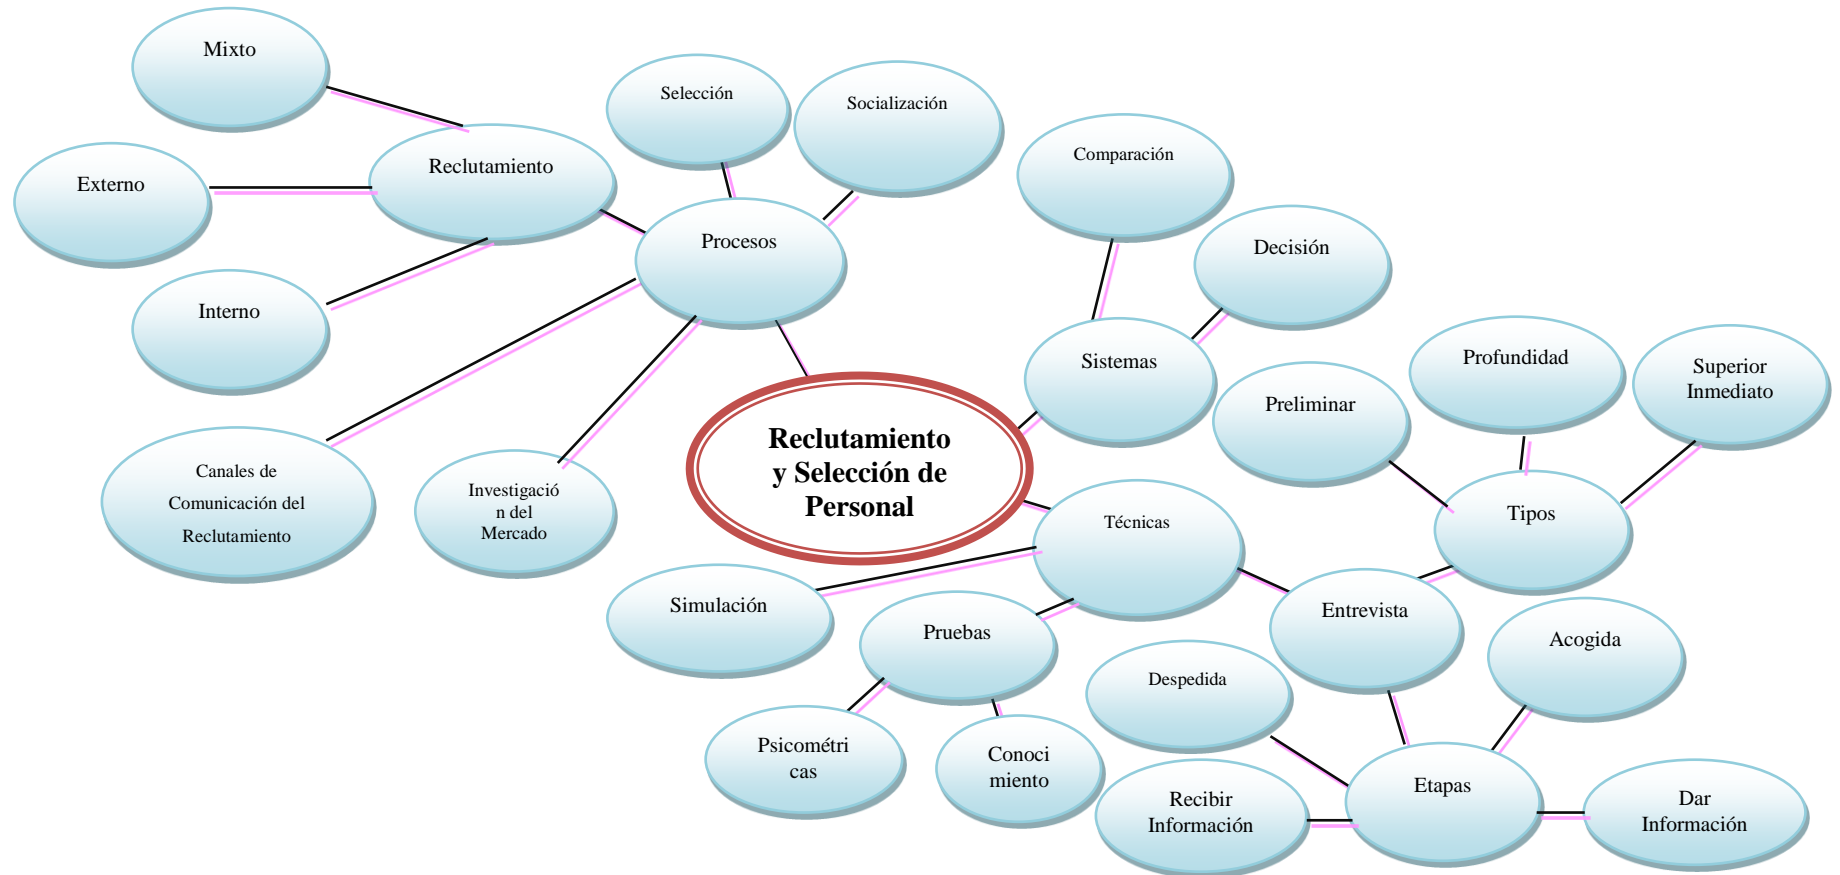 Mixto
Selección
Socialización
Comparación
Externo
Reclutamiento
Procesos
Decisión
Interno
Sistemas
Profundidad
Superior
Inmediato
Preliminar
Reclutamiento
y Selección de
Personal
Canales de
Comunicación del
Reclutamiento
Investigació
n del
Mercado
Técnicas
Tipos
Simulación
Pruebas
Entrevista
Acogida
Despedida
Psicométri
cas
Conoci
miento
Etapas
Recibir
Información
Dar
Información